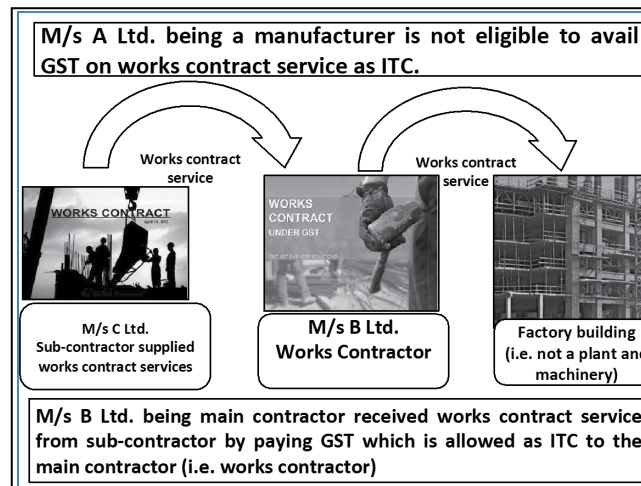 M/s A Ltd. being a manufacturer is not eligible to avail
GST on works contract service as ITC.
Works contract
service
Works contract
service
WORKS CONTRACT
WORKS
CONTRACT
UNDER GST
M/s C Ltd.
Sub-contractor supplied
works contract services
M/s B Ltd.
Works Contractor
Factory building
(i.e. not a plant and
machinery)
M/s B Ltd. being main contractor received works contract service
from sub-contractor by paying GST which is allowed as ITC to the
main contractor (i.e. works contractor)